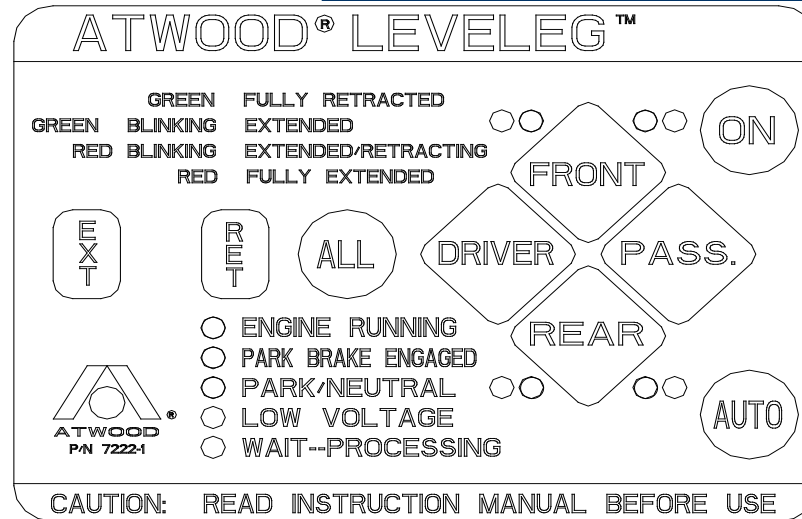 ATWOOD® LEVELEG™
GREEN FULLY RETRACTED
GREEN BLINKING EXTENDED
RED BLINKING EXTENDED/RETRACTING
RED FULLY EXTENDED
ON
FRONT
EXT
RET
ALL
DRIVER
PASS.
REAR
ENGINE RUNNING
PARK BRAKE ENGAGED
PARK/NEUTRAL
LOW VOLTAGE
WAIT--PROCESSING
AUTO
ATWOOD®
P/N 7222-1
CAUTION: READ INSTRUCTION MANUAL BEFORE USE